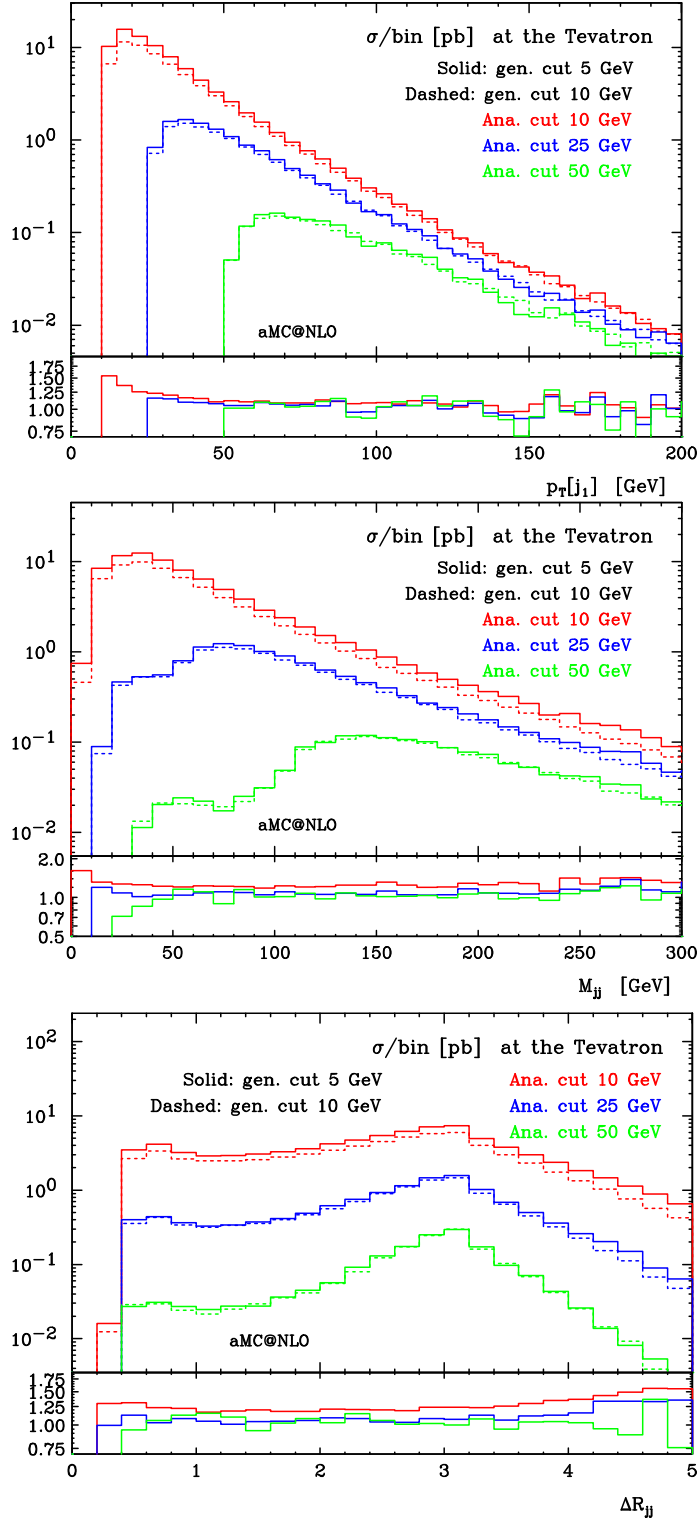 σ/bin [pb] at the Tevatron
Solid: gen. cut 5 GeV
Dashed: gen. cut 10 GeV
Ana. cut 10 GeV
Ana. cut 25 GeV
Ana. cut 50 GeV
10^1
10^0
10^-1
10^-2
aMC@NLO
1.75
1.50
1.25
1.00
0.75
0 50 100 150 200
p_T[j_1] [GeV]
σ/bin [pb] at the Tevatron
Solid: gen. cut 5 GeV
Dashed: gen. cut 10 GeV
Ana. cut 10 GeV
Ana. cut 25 GeV
Ana. cut 50 GeV
10^1
10^0
10^-1
10^-2
aMC@NLO
2.0
1.0
0.7
0.5
0 50 100 150 200 250 300
M_jj [GeV]
σ/bin [pb] at the Tevatron
Solid: gen. cut 5 GeV Ana. cut 10 GeV
Dashed: gen. cut 10 GeV Ana. cut 25 GeV
Ana. cut 50 GeV
10^2
10^1
10^0
10^-1
10^-2
aMC@NLO
1.75
1.50
1.25
1.00
0.75
0 1 2 3 4 5
ΔR_jj